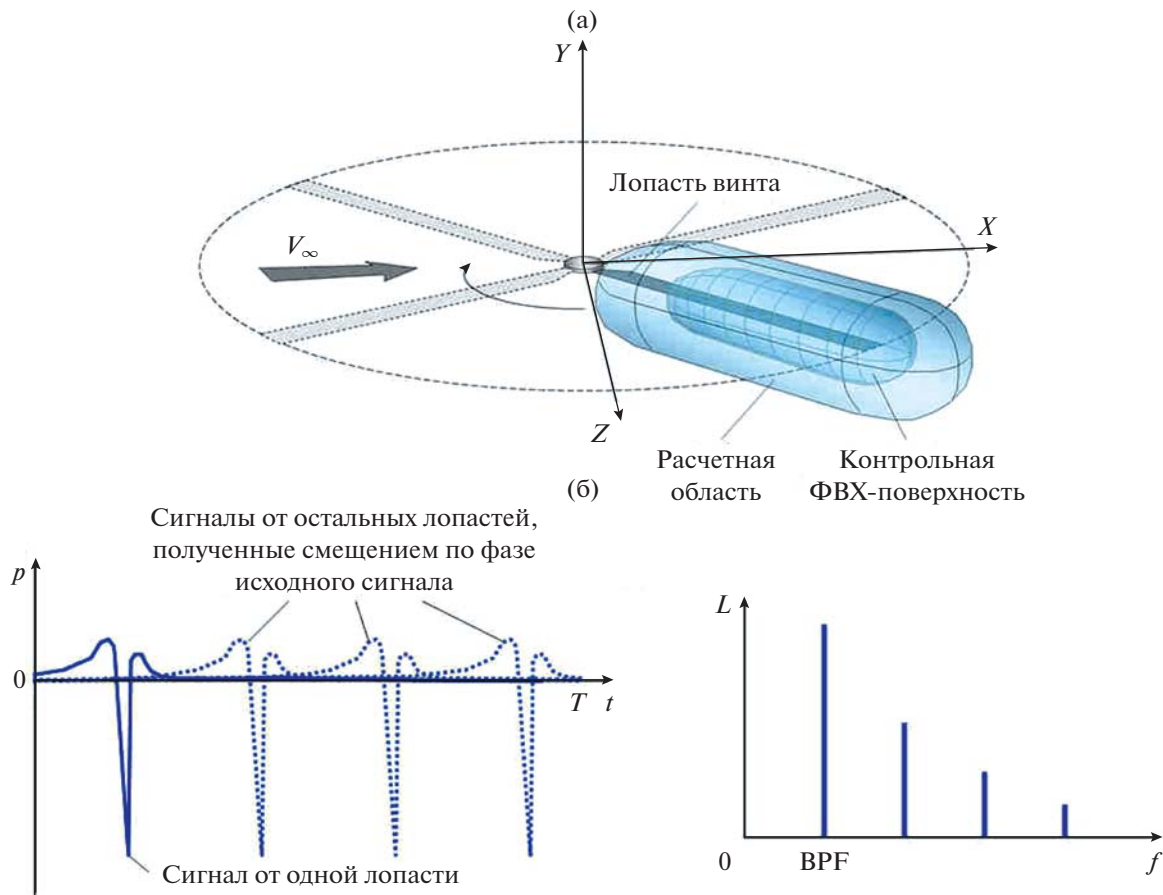 (а)
Y
Лопасть винта
X
V∞
Z
Расчетная
область
Контрольная
ФВХ-поверхность
(б)
Сигналы от остальных лопастей,
полученные смещением по фазе
исходного сигнала
p
0
T t
Сигнал от одной лопасти
L
0
BPF
f